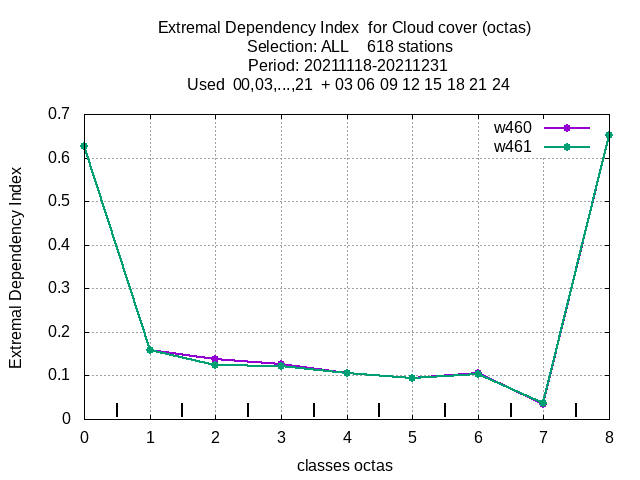 Extremal Dependency Index  for Cloud cover (octas)
Selection: ALL    618 stations
Period: 20211118-20211231
Used  00,03,...,21  + 03 06 09 12 15 18 21 24
w460
w461
Extremal Dependency Index
0.7
0.6
0.5
0.4
0.3
0.2
0.1
0
0 1 2 3 4 5 6 7 8
classes octas